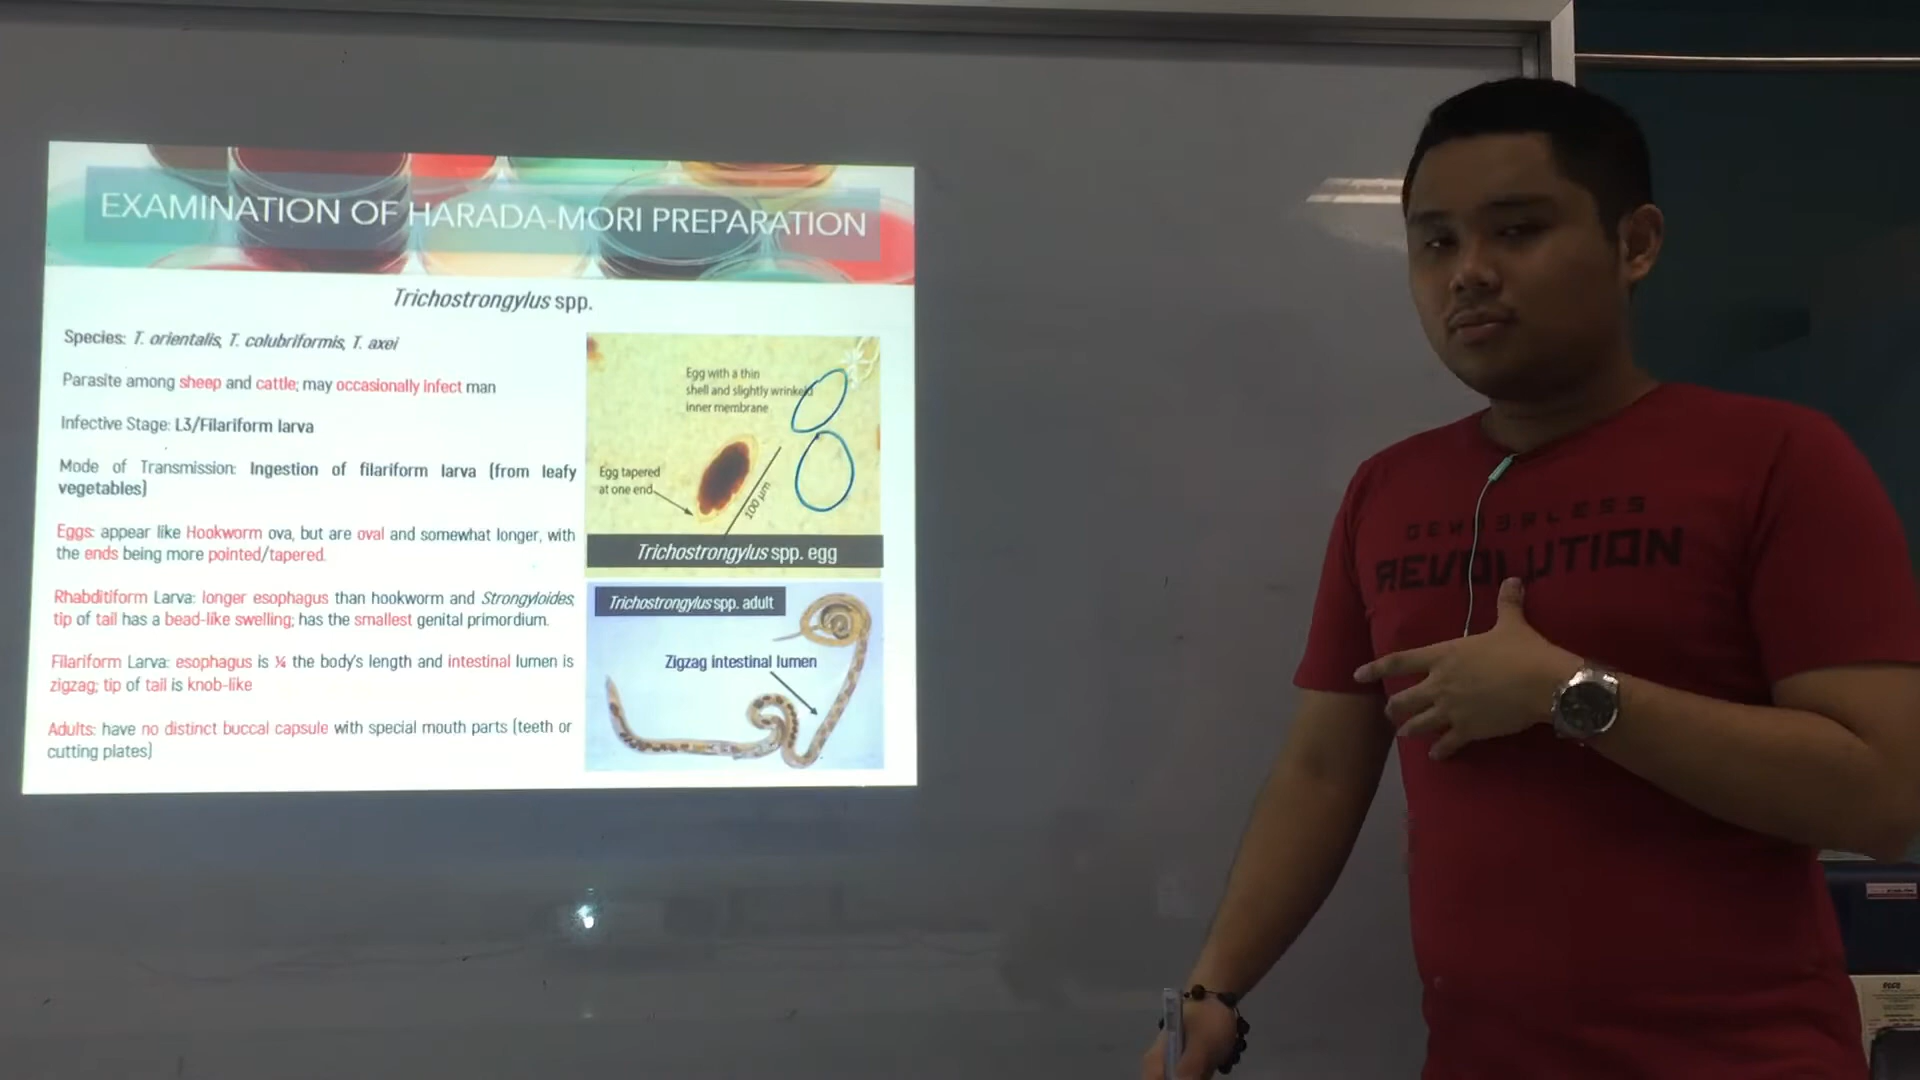 EXAMINATION OF HARADA-MORI PREPARATION
Trichostrongylus spp.
Species: T. orientalis, T. colubriformis, T. axei
Parasite among sheep and cattle; may occasionally infect man
Infective Stage: L3/Filariform larva
Mode of Transmission: Ingestion of filariform larva (from leafy
vegetables)
Eggs: appear like Hookworm ova, but are oval and somewhat longer, with
the ends being more pointed/tapered.
Rhabditiform Larva: longer esophagus than hookworm and Strongyloides;
tip of tail has a bead-like swelling; has the smallest genital primordium.
Filariform Larva: esophagus is ¼ the body's length and intestinal lumen is
zigzag; tip of tail is knob-like
Adults: have no distinct buccal capsule with special mouth parts (teeth or
cutting plates)
Egg with a thin
shell and slightly wrinkeld
inner membrane
Egg tapered
at one end
100 µm
Trichostrongylus spp. egg
Trichostrongylus spp. adult
Zigzag intestinal lumen
REVOLUTION